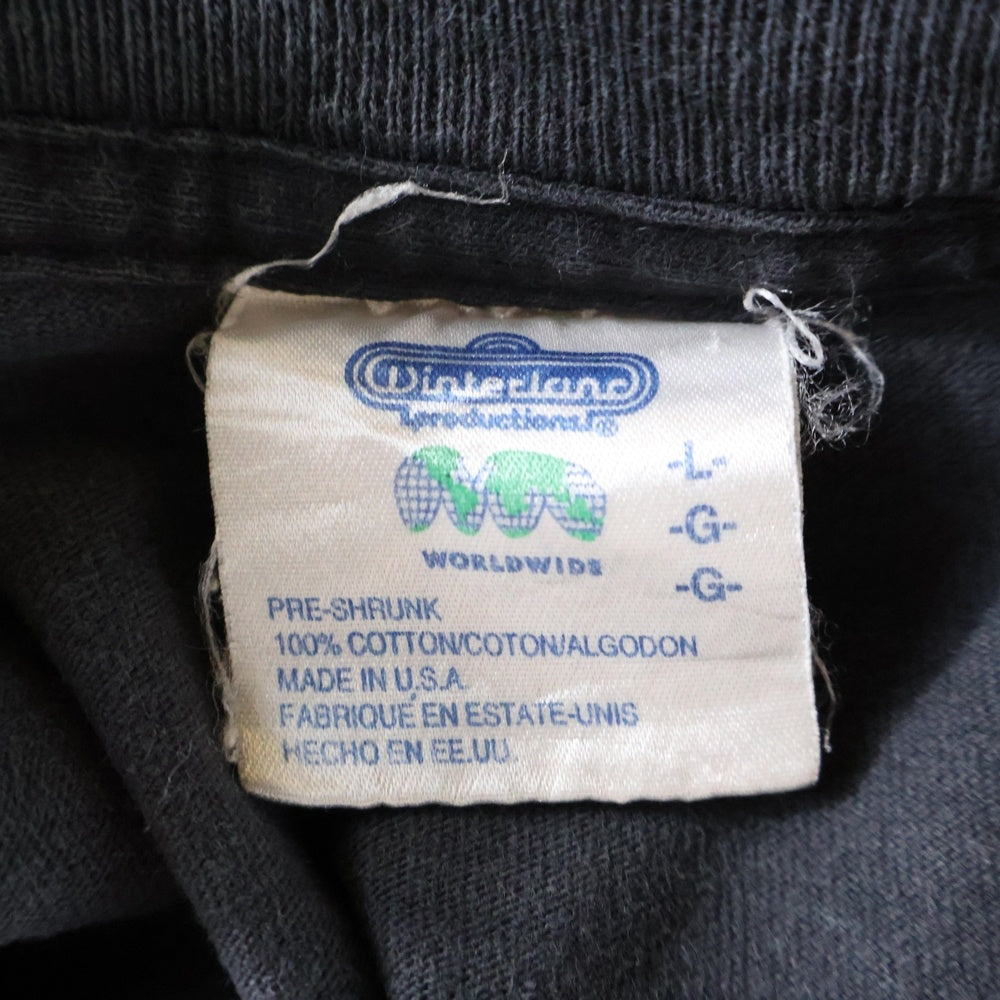 Winterland
productions®
WORLDWIDE
-L-
-G-
-G-
PRE-SHRUNK
100% COTTON/COTON/ALGODON
MADE IN U.S.A.
FABRIQUÉ EN ESTATE-UNIS
HECHO EN EE.UU.